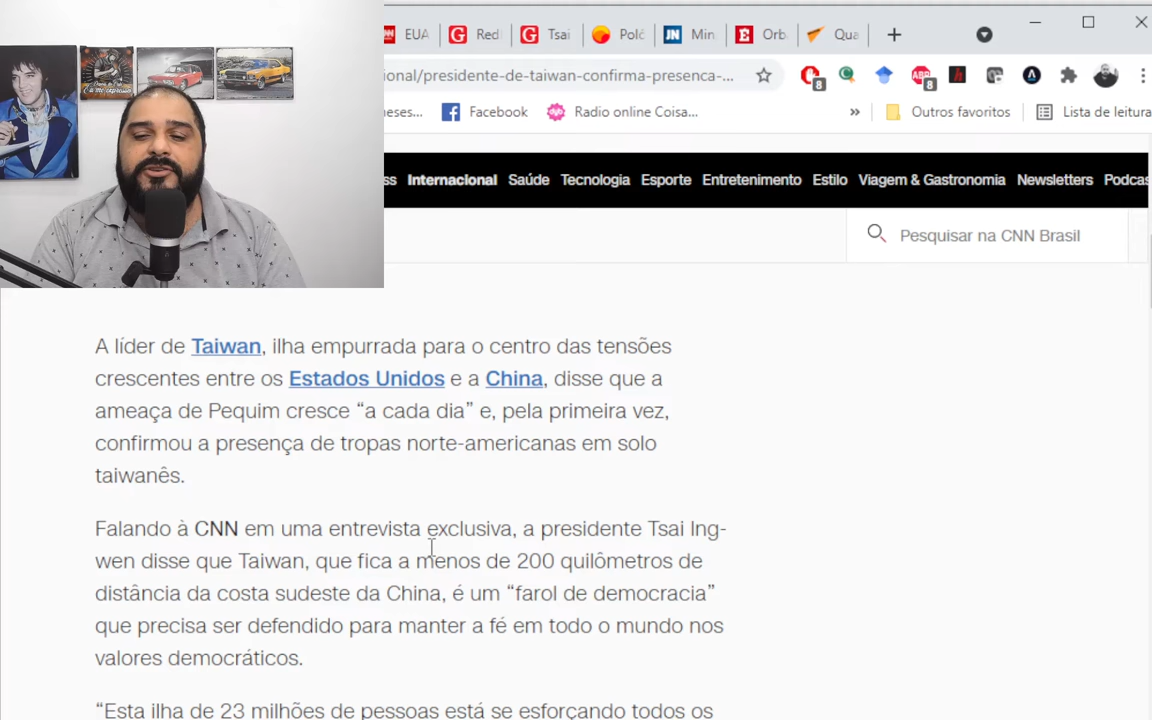 EUA
Red
Tsai
Poló
Min
Orb
Qua
ional/presidente-de-taiwan-confirma-presenca-...
8
ABP
8
eses...
Facebook
Radio online Coisa...
»
Outros favoritos
Lista de leitura
ss Internacional Saúde Tecnologia Esporte Entretenimento Estilo Viagem & Gastronomia Newsletters Podcas
Pesquisar na CNN Brasil
A líder de Taiwan, ilha empurrada para o centro das tensões
crescentes entre os Estados Unidos e a China, disse que a
ameaça de Pequim cresce “a cada dia” e, pela primeira vez,
confirmou a presença de tropas norte-americanas em solo
taiwanês.
Falando à CNN em uma entrevista exclusiva, a presidente Tsai Ing-
wen disse que Taiwan, que fica a menos de 200 quilômetros de
distância da costa sudeste da China, é um “farol de democracia”
que precisa ser defendido para manter a fé em todo o mundo nos
valores democráticos.
“Esta ilha de 23 milhões de pessoas está se esforçando todos os